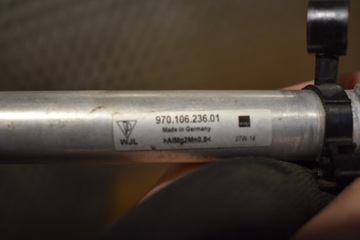 970.106.236.01
Made in Germany
>AlMg2Mn0,8<
WJL
27W-14